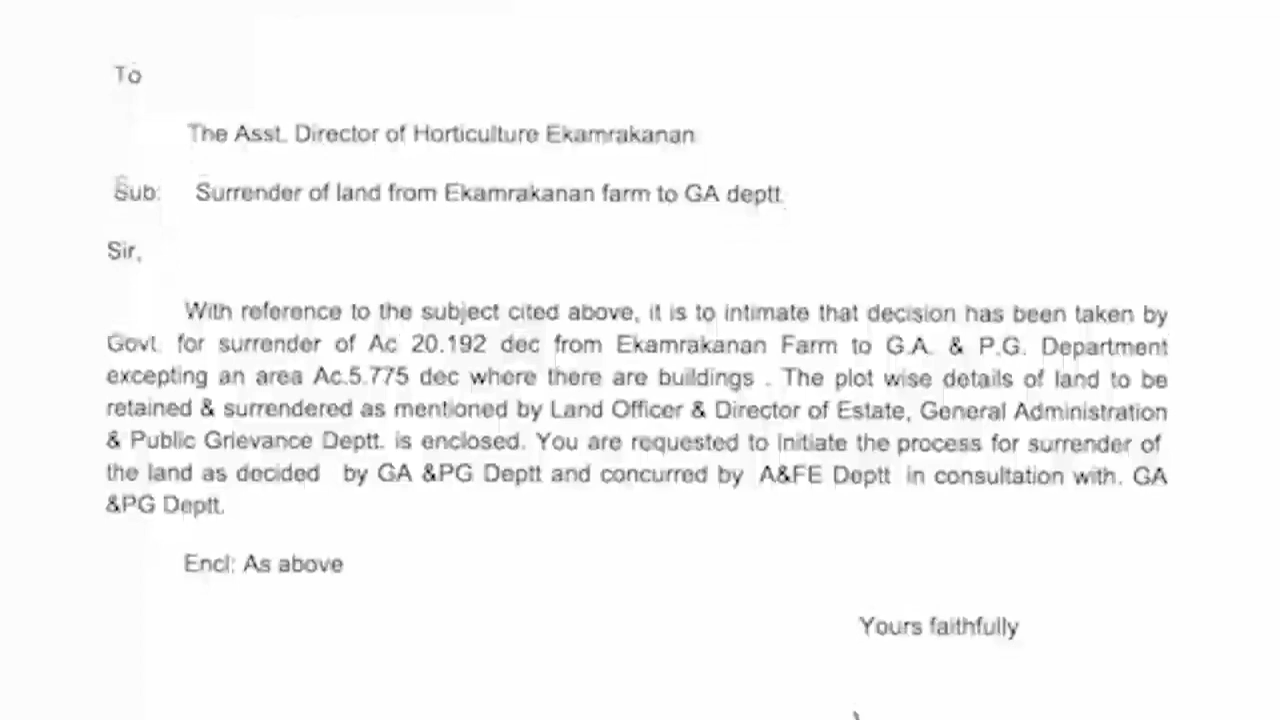 To
The Asst. Director of Horticulture Ekamrakanan
Sub: Surrender of land from Ekamrakanan farm to GA deptt
Sir,
With reference to the subject cited above, it is to intimate that decision has been taken by
Govt. for surrender of Ac 20.192 dec from Ekamrakanan Farm to G.A. & P.G. Department
excepting an area Ac.5.775 dec where there are buildings . The plot wise details of land to be
retained & surrendered as mentioned by Land Officer & Director of Estate, General Administration
& Public Grievance Deptt. is enclosed. You are requested to initiate the process for surrender of
the land as decided by GA &PG Deptt and concurred by A&FE Deptt in consultation with. GA
&PG Deptt.
Encl: As above
Yours faithfully